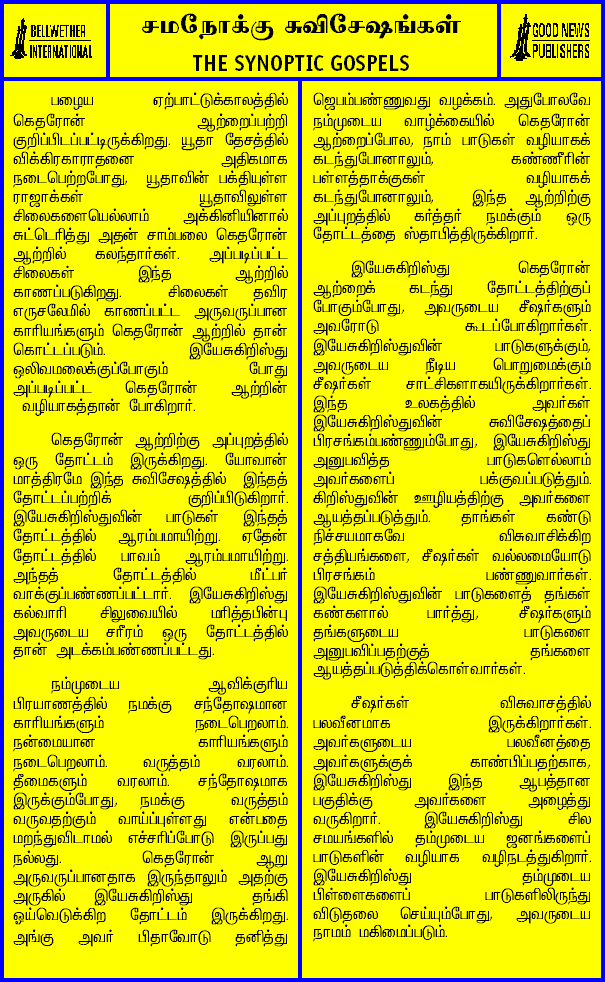 BELLWETHER
INTERNATIONAL
சமநோக்கு சுவிசேஷங்கள்
THE SYNOPTIC GOSPELS
GOOD NEWS
PUBLISHERS
பழைய ஏற்பாட்டுக்காலத்தில்
கெதரோன் ஆற்றைப்பற்றி
குறிப்பிடப்பட்டிருக்கிறது. யூதா தேசத்தில்
விக்கிரகாராதனை அதிகமாக
நடைபெற்றபோது, யூதாவின் பக்தியுள்ள
ராஜாக்கள் யூதாவிலுள்ள
சிலைகளையெல்லாம் அக்கினியினால்
சுட்டெரித்து அதன் சாம்பலை கெதரோன்
ஆற்றில் கலந்தார்கள். அப்படிப்பட்ட
சிலைகள் இந்த ஆற்றில்
காணப்படுகிறது. சிலைகள் தவிர
எருசலேமில் காணப்பட்ட அருவருப்பான
காரியங்களும் கெதரோன் ஆற்றில் தான்
கொட்டப்படும். இயேசுகிறிஸ்து
ஒலிவமலைக்குப்போகும் போது
அப்படிப்பட்ட கெதரோன் ஆற்றின்
வழியாகத்தான் போகிறார்.
கெதரோன் ஆற்றிற்கு அப்புறத்தில்
ஒரு தோட்டம் இருக்கிறது. யோவான்
மாத்திரமே இந்த சுவிசேஷத்தில் இந்தத்
தோட்டப்பற்றிக் குறிப்பிடுகிறார்.
இயேசுகிறிஸ்துவின் பாடுகள் இந்தத்
தோட்டத்தில் ஆரம்பமாயிற்று. ஏதேன்
தோட்டத்தில் பாவம் ஆரம்பமாயிற்று.
அந்தத் தோட்டத்தில் மீட்பர்
வாக்குப்பண்ணப்பட்டார். இயேசுகிறிஸ்து
கல்வாரி சிலுவையில் மரித்தபின்பு
அவருடைய சரீரம் ஒரு தோட்டத்தில்
தான் அடக்கம்பண்ணப்பட்டது.
நம்முடைய ஆவிக்குரிய
பிரயாணத்தில் நமக்கு சந்தோஷமான
காரியங்களும் நடைபெறலாம்.
நன்மையான காரியங்களும்
நடைபெறலாம். வருத்தம் வரலாம்.
தீமைகளும் வரலாம். சந்தோஷமாக
இருக்கும்போது, நமக்கு வருத்தம்
வருவதற்கும் வாய்ப்புள்ளது என்பதை
மறந்துவிடாமல் எச்சரிப்போடு இருப்பது
நல்லது. கெதரோன் ஆறு
அருவருப்பானதாக இருந்தாலும் அதற்கு
அருகில் இயேசுகிறிஸ்து தங்கி
ஓய்வெடுக்கிற தோட்டம் இருக்கிறது.
அங்கு அவர் பிதாவோடு தனித்து
ஜெபம்பண்ணுவது வழக்கம். அதுபோலவே
நம்முடைய வாழ்க்கையில் கெதரோன்
ஆற்றைப்போல, நாம் பாடுகள் வழியாகக்
கடந்துபோனாலும், கண்ணீரின்
பள்ளத்தாக்குகள் வழியாகக்
கடந்துபோனாலும், இந்த ஆற்றிற்கு
அப்புறத்தில் கர்த்தர் நமக்கும் ஒரு
தோட்டத்தை ஸ்தாபித்திருக்கிறார்.
இயேசுகிறிஸ்து கெதரோன்
ஆற்றைக் கடந்து தோட்டத்திற்குப்
போகும்போது, அவருடைய சீஷர்களும்
அவரோடு கூடப்போகிறார்கள்.
இயேசுகிறிஸ்துவின் பாடுகளுக்கும்,
அவருடைய நீடிய பொறுமைக்கும்
சீஷர்கள் சாட்சிகளாகயிருக்கிறார்கள்.
இந்த உலகத்தில் அவர்கள்
இயேசுகிறிஸ்துவின் சுவிசேஷத்தைப்
பிரசங்கம்பண்ணும்போது, இயேசுகிறிஸ்து
அனுபவித்த பாடுகளெல்லாம்
அவர்களைப் பக்குவப்படுத்தும்.
கிறிஸ்துவின் ஊழியத்திற்கு அவர்களை
ஆயத்தப்படுத்தும். தாங்கள் கண்டு
நிச்சயமாகவே விசுவாசிக்கிற
சத்தியங்களை, சீஷர்கள் வல்லமையோடு
பிரசங்கம் பண்ணுவார்கள்.
இயேசுகிறிஸ்துவின் பாடுகளைத் தங்கள்
கண்களால் பார்த்து, சீஷர்களும்
தங்களுடைய பாடுகளை
அனுபவிப்பதற்குத் தங்களை
ஆயத்தப்படுத்திக்கொள்வார்கள்.
சீஷர்கள் விசுவாசத்தில்
பலவீனமாக இருக்கிறார்கள்.
அவர்களுடைய பலவீனத்தை
அவர்களுக்குக் காண்பிப்பதற்காக,
இயேசுகிறிஸ்து இந்த ஆபத்தான
பகுதிக்கு அவர்களை அழைத்து
வருகிறார். இயேசுகிறிஸ்து சில
சமயங்களில் தம்முடைய ஜனங்களைப்
பாடுகளின் வழியாக வழிநடத்துகிறார்.
இயேசுகிறிஸ்து தம்முடைய
பிள்ளைகளைப் பாடுகளிலிருந்து
விடுதலை செய்யும்போது, அவருடைய
நாமம் மகிமைப்படும்.